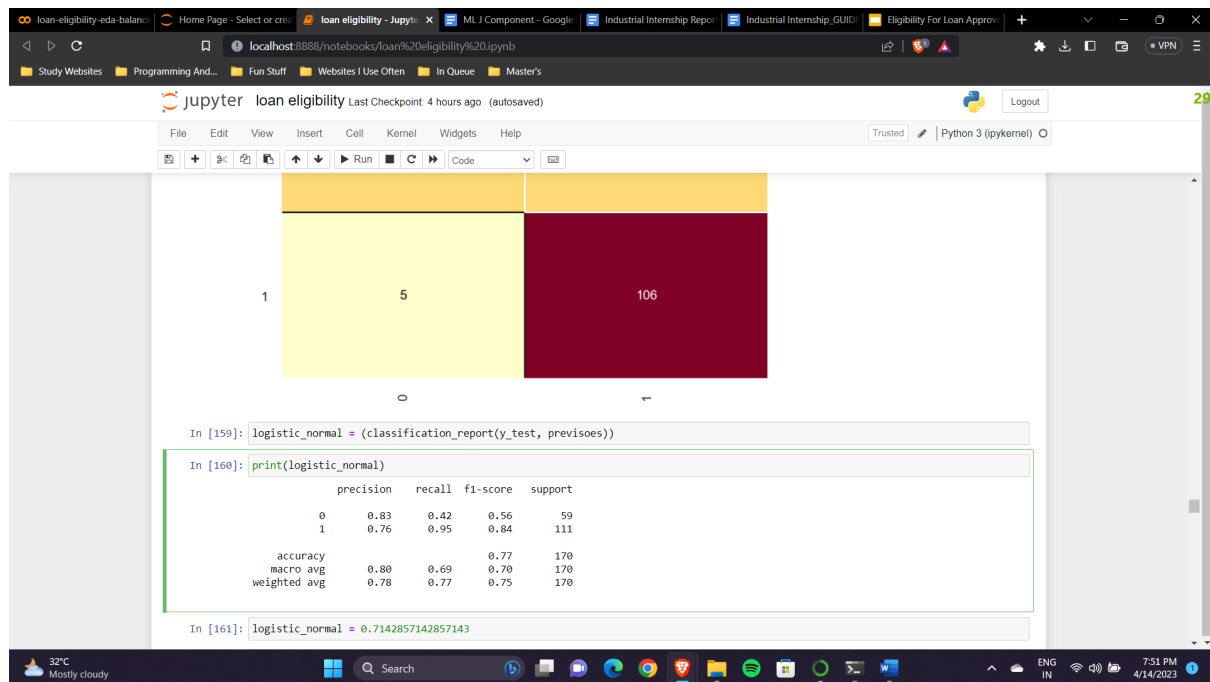 loan-eligibility-eda-balancin Home Page - Select or crea loan eligibility - Jupyte ML J Component - Google Industrial Internship Report Industrial Internship_GUIDE Eligibility For Loan Approva
localhost:8888/notebooks/loan%20eligibility%20.ipynb VPN
Study Websites Programming And... Fun Stuff Websites I Use Often In Queue Master's
jupyter loan eligibility Last Checkpoint: 4 hours ago (autosaved) Logout 29
File Edit View Insert Cell Kernel Widgets Help Trusted Python 3 (ipykernel)
Run Code
1 5 106
0 1
In [159]: logistic_normal = (classification_report(y_test, previsoes))
In [160]: print(logistic_normal)
precision recall f1-score support
0 0.83 0.42 0.56 59
1 0.76 0.95 0.84 111
accuracy 0.77 170
macro avg 0.80 0.69 0.70 170
weighted avg 0.78 0.77 0.75 170
In [161]: logistic_normal = 0.7142857142857143
32°C Search ENG 7:51 PM
Mostly cloudy IN 4/14/2023 1